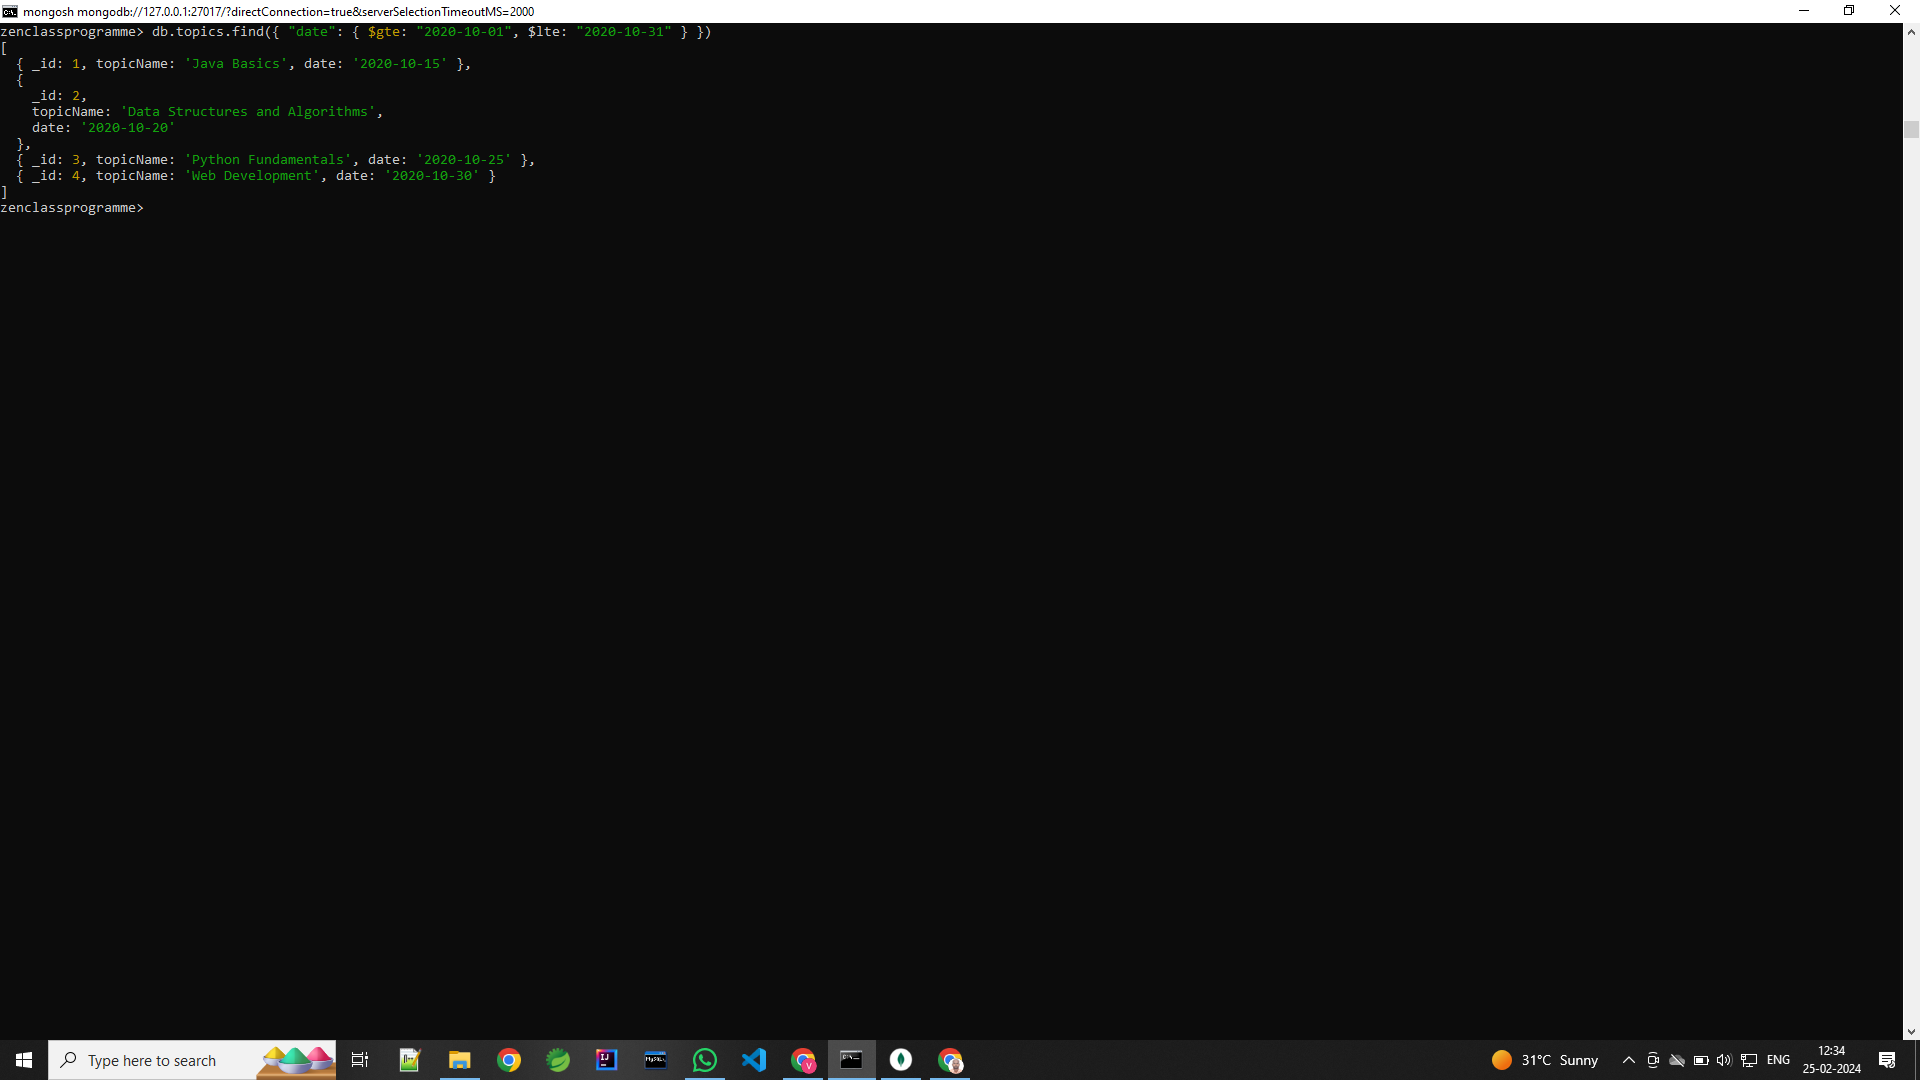 mongosh mongodb://127.0.0.1:27017/?directConnection=true&serverSelectionTimeoutMS=2000
zenclassprogramme> db.topics.find({ "date": { $gte: "2020-10-01", $lte: "2020-10-31" } })
[
  { _id: 1, topicName: 'Java Basics', date: '2020-10-15' },
  {
    _id: 2,
    topicName: 'Data Structures and Algorithms',
    date: '2020-10-20'
  },
  { _id: 3, topicName: 'Python Fundamentals', date: '2020-10-25' },
  { _id: 4, topicName: 'Web Development', date: '2020-10-30' }
]
zenclassprogramme>
Type here to search
31°C Sunny
ENG
12:34
25-02-2024